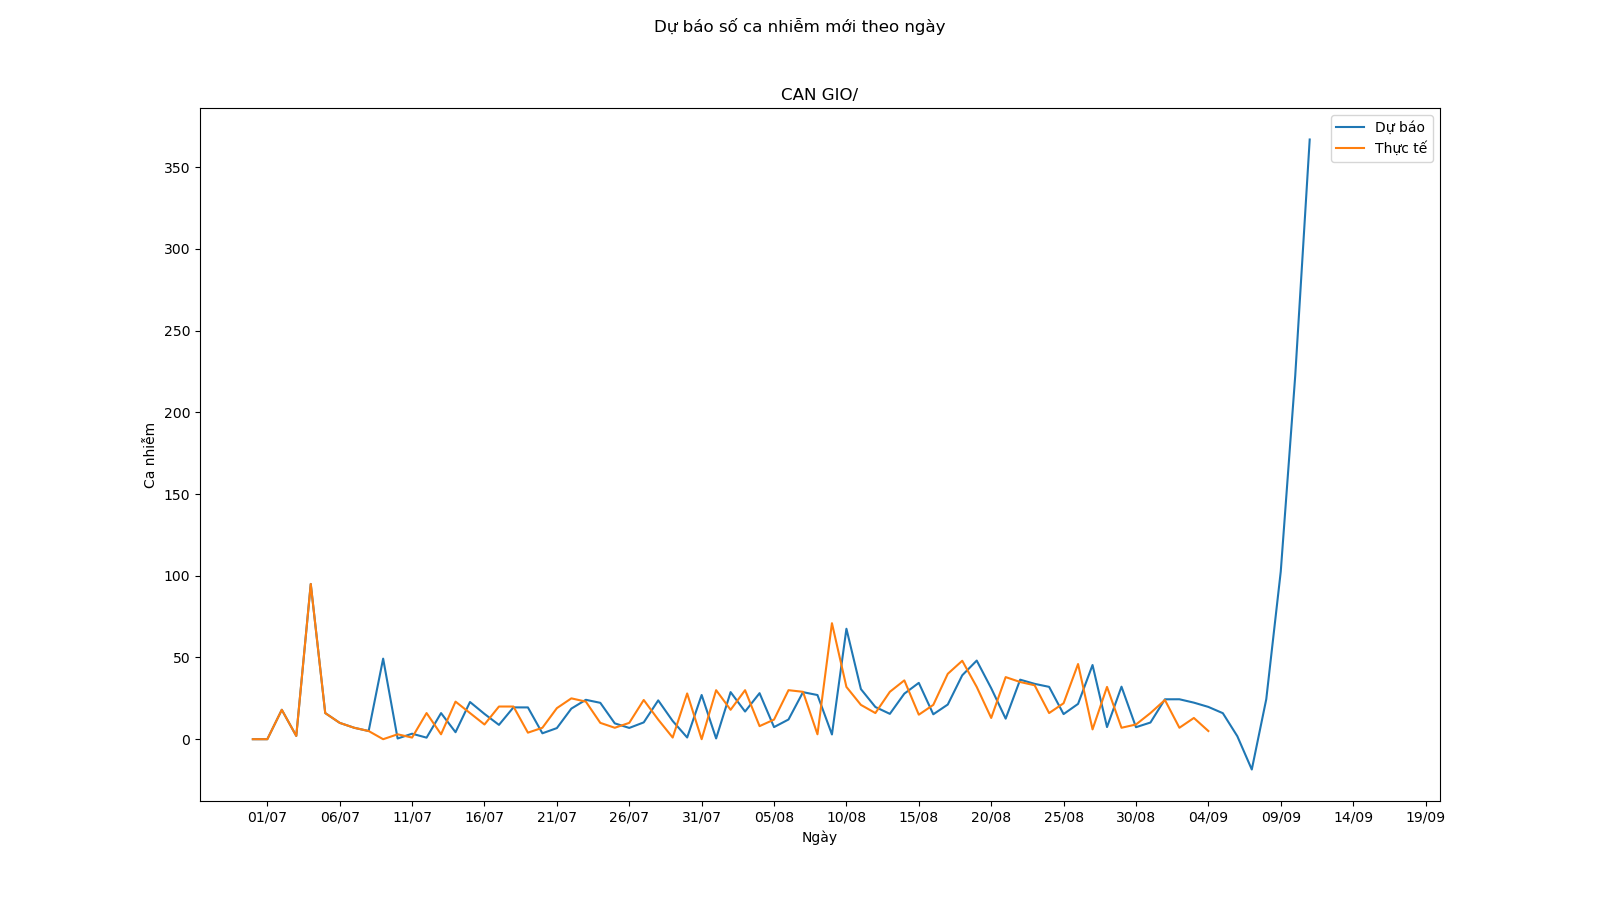 Dự báo số ca nhiễm mới theo ngày
CAN GIO/
Dự báo
Thực tế
350
300
250
200
150
100
50
0
Ca nhiễm
01/07 06/07 11/07 16/07 21/07 26/07 31/07 05/08 10/08 15/08 20/08 25/08 30/08 04/09 09/09 14/09 19/09
Ngày